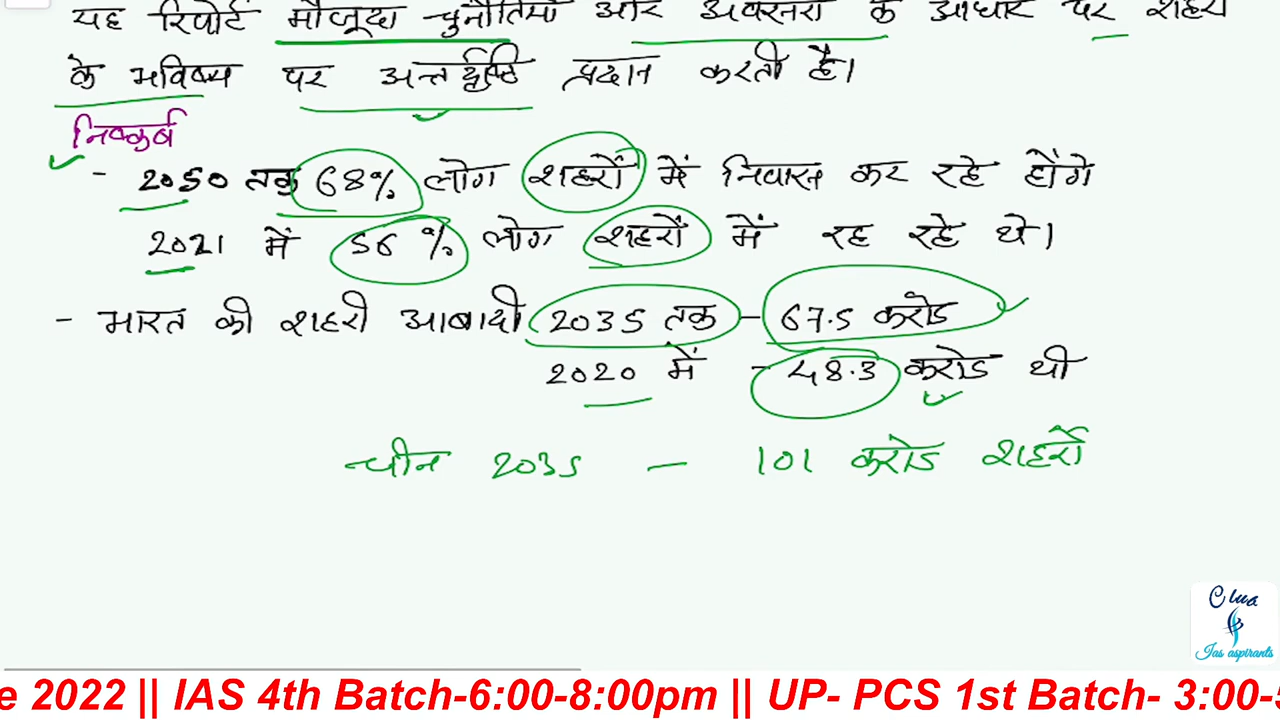 यह रिपोर्ट मौजूदा चुनौतियों और अवसरों के आधार पर शहरों
के भविष्य पर अन्तर्दृष्टि प्रदान करती है।
निष्कर्ष
- 2050 तक 68% लोग शहरों में निवास कर रहे होंगे
2021 में 56 % लोग शहरों में रह रहे थे।
- भारत की शहरी आबादी 2035 तक - 67.5 करोड
2020 में - 48.3 करोड थी
चीन 2035 - 101 करोड शहरों
Clua
Ias aspirants
e 2022 || IAS 4th Batch-6:00-8:00pm || UP- PCS 1st Batch- 3:00-5